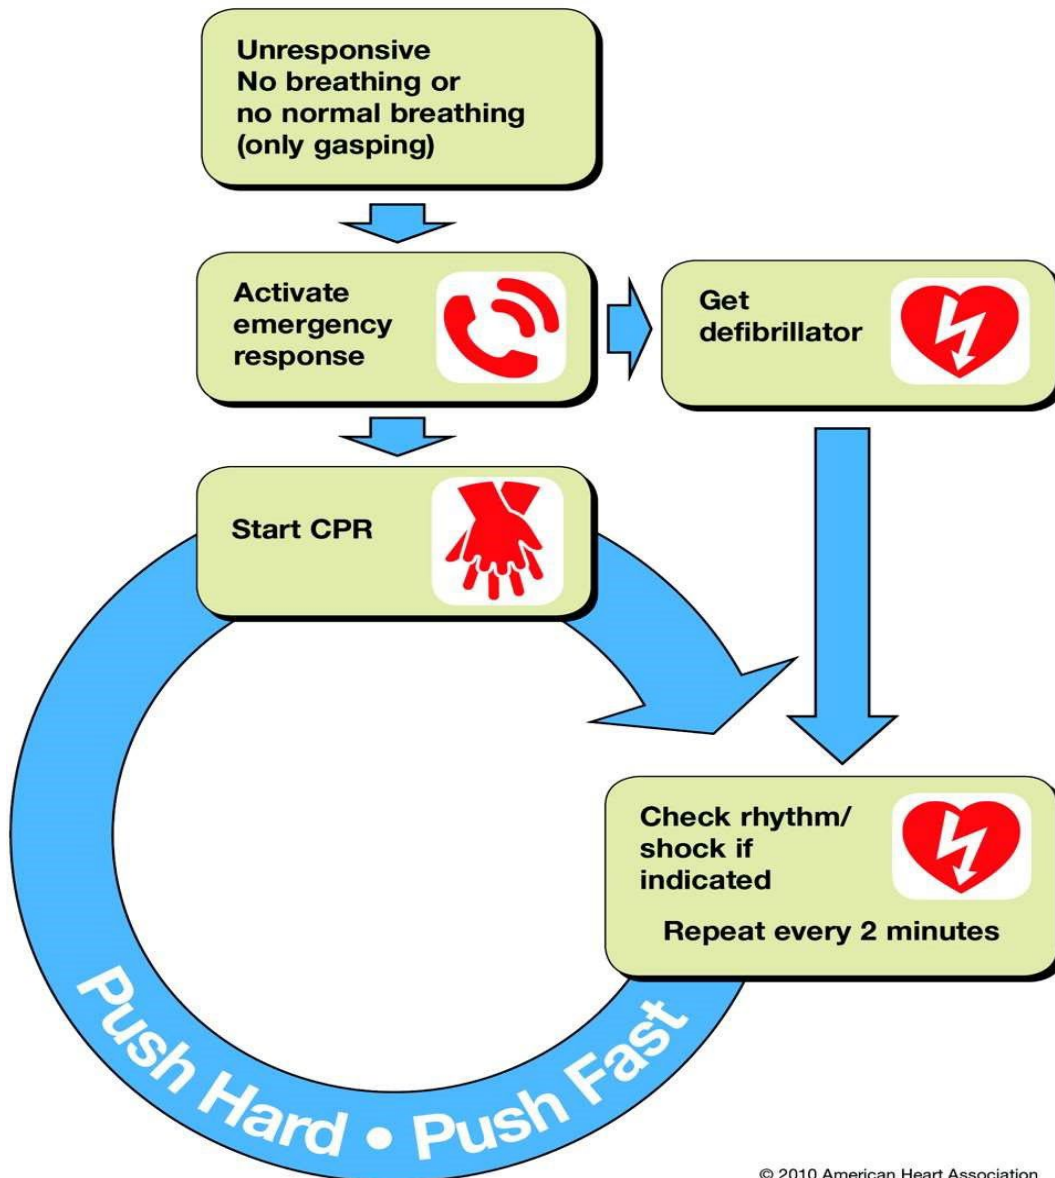 Unresponsive
No breathing or
no normal breathing
(only gasping)
Activate
emergency
response
Get
defibrillator
Start CPR
Check rhythm/
shock if
indicated
Repeat every 2 minutes
Push Hard • Push Fast
© 2010 American Heart Association